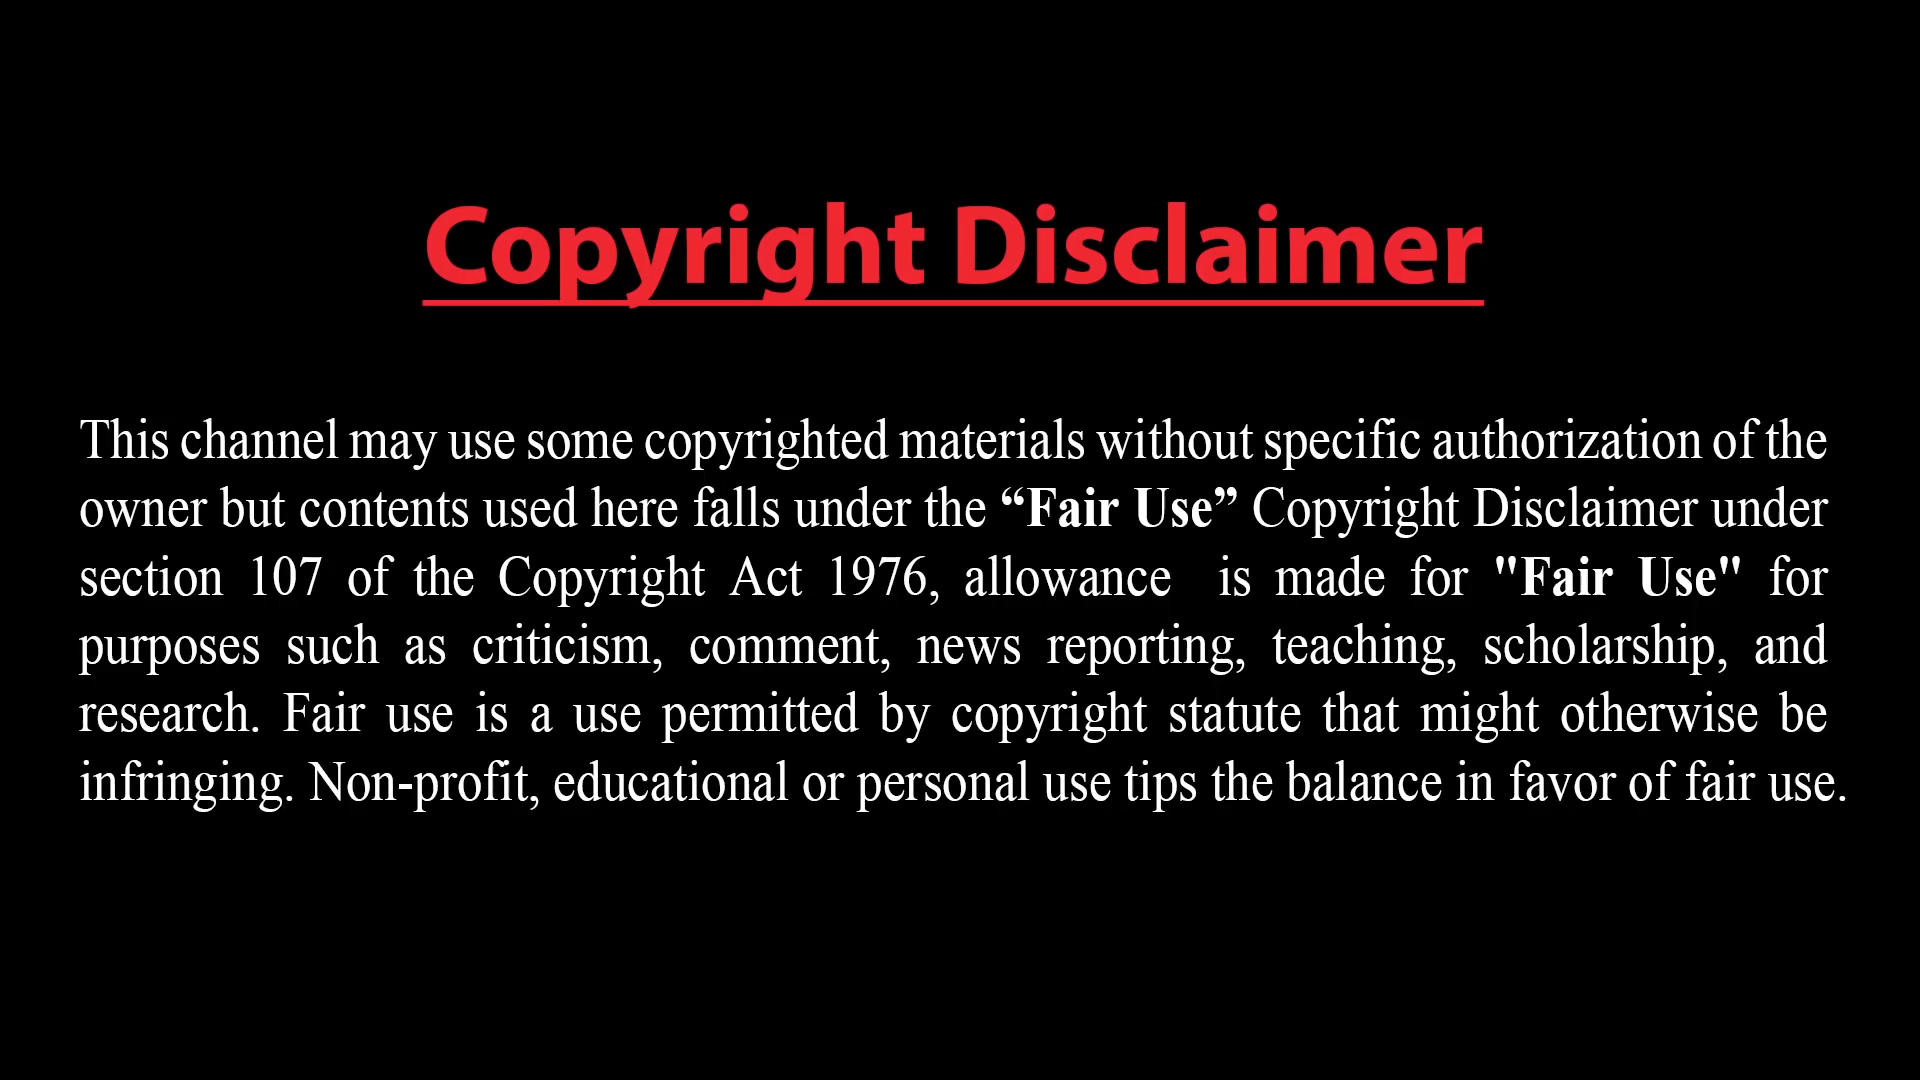 Copyright Disclaimer
This channel may use some copyrighted materials without specific authorization of the
owner but contents used here falls under the “Fair Use” Copyright Disclaimer under
section 107 of the Copyright Act 1976, allowance is made for "Fair Use" for
purposes such as criticism, comment, news reporting, teaching, scholarship, and
research. Fair use is a use permitted by copyright statute that might otherwise be
infringing. Non-profit, educational or personal use tips the balance in favor of fair use.